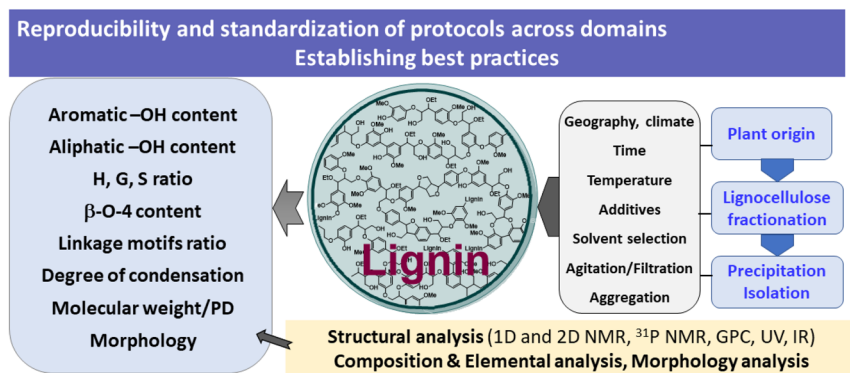 Reproducibility and standardization of protocols across domains
Establishing best practices
Aromatic –OH content
Aliphatic –OH content
H, G, S ratio
β-O-4 content
Linkage motifs ratio
Degree of condensation
Molecular weight/PD
Morphology
Lignin
Geography, climate
Time
Temperature
Additives
Solvent selection
Agitation/Filtration
Aggregation
Plant origin
Lignocellulose
fractionation
Precipitation
Isolation
Structural analysis (1D and 2D NMR, ³¹P NMR, GPC, UV, IR)
Composition & Elemental analysis, Morphology analysis